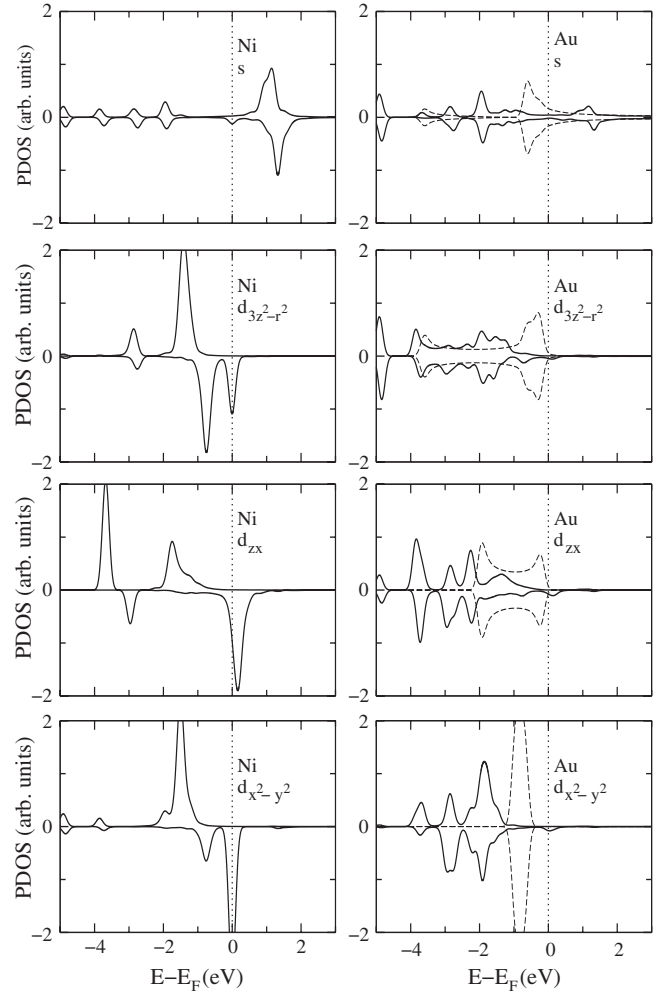 PDOS (arb. units)
2
0
−2
Ni
s
2
0
−2
Au
s
PDOS (arb. units)
2
0
−2
Ni
d3z²−r²
2
0
−2
Au
d3z²−r²
PDOS (arb. units)
2
0
−2
Ni
dzx
2
0
−2
Au
dzx
PDOS (arb. units)
2
0
−2
Ni
dx²−y²
2
0
−2
Au
dx²−y²
−4 −2 0 2
−4 −2 0 2
E−EF(eV)
E−EF(eV)